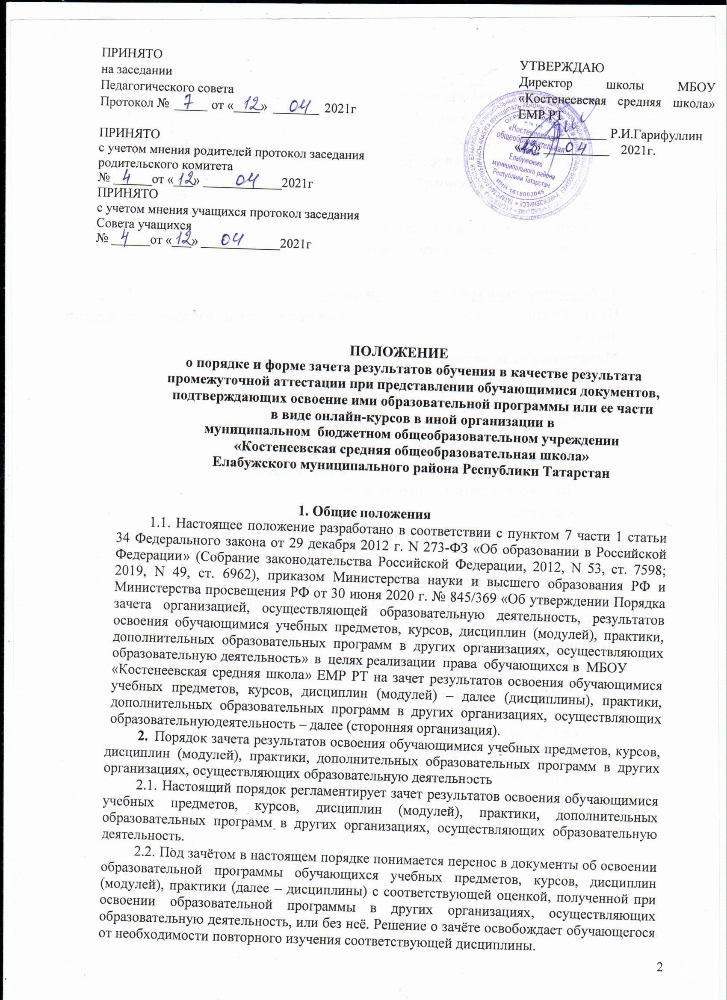 ПРИНЯТО
на заседании
Педагогического совета
Протокол № 7 от «12» 04 2021г
ПРИНЯТО
с учетом мнения родителей протокол заседания
родительского комитета
№ 4 от «12» 04 2021г
ПРИНЯТО
с учетом мнения учащихся протокол заседания
Совета учащихся
№ 4 от «12» 04 2021г
УТВЕРЖДАЮ
Директор школы МБОУ
«Костенеевская средняя школа»
ЕМР РТ
Р.И.Гарифуллин
«12» 04 2021г.
«Костенеевская
общеобразовательная
школа»
Елабужского
муниципального района
Республики Татарстан
ИНН 1618003045
ПОЛОЖЕНИЕ
о порядке и форме зачета результатов обучения в качестве результата
промежуточной аттестации при представлении обучающимися документов,
подтверждающих освоение ими образовательной программы или ее части
в виде онлайн-курсов в иной организации в
муниципальном бюджетном общеобразовательном учреждении
«Костенеевская средняя общеобразовательная школа»
Елабужского муниципального района Республики Татарстан
1. Общие положения
1.1. Настоящее положение разработано в соответствии с пунктом 7 части 1 статьи
34 Федерального закона от 29 декабря 2012 г. N 273-ФЗ «Об образовании в Российской
Федерации» (Собрание законодательства Российской Федерации, 2012, N 53, ст. 7598;
2019, N 49, ст. 6962), приказом Министерства науки и высшего образования РФ и
Министерства просвещения РФ от 30 июня 2020 г. № 845/369 «Об утверждении Порядка
зачета организацией, осуществляющей образовательную деятельность, результатов
освоения обучающимися учебных предметов, курсов, дисциплин (модулей), практики,
дополнительных образовательных программ в других организациях, осуществляющих
образовательную деятельность» в целях реализации права обучающихся в МБОУ
«Костенеевская средняя школа» ЕМР РТ на зачет результатов освоения обучающимися
учебных предметов, курсов, дисциплин (модулей) – далее (дисциплины), практики,
дополнительных образовательных программ в других организациях, осуществляющих
образовательнуюдеятельность – далее (сторонняя организация).
2. Порядок зачета результатов освоения обучающимися учебных предметов, курсов,
дисциплин (модулей), практики, дополнительных образовательных программ в других
организациях, осуществляющих образовательную деятельность
2.1. Настоящий порядок регламентирует зачет результатов освоения обучающимися
учебных предметов, курсов, дисциплин (модулей), практики, дополнительных
образовательных программ в других организациях, осуществляющих образовательную
деятельность.
2.2. Под зачётом в настоящем порядке понимается перенос в документы об освоении
образовательной программы обучающихся учебных предметов, курсов, дисциплин
(модулей), практики (далее – дисциплины) с соответствующей оценкой, полученной при
освоении образовательной программы в других организациях, осуществляющих
образовательную деятельность, или без неё. Решение о зачёте освобождает обучающегося
от необходимости повторного изучения соответствующей дисциплины.
2